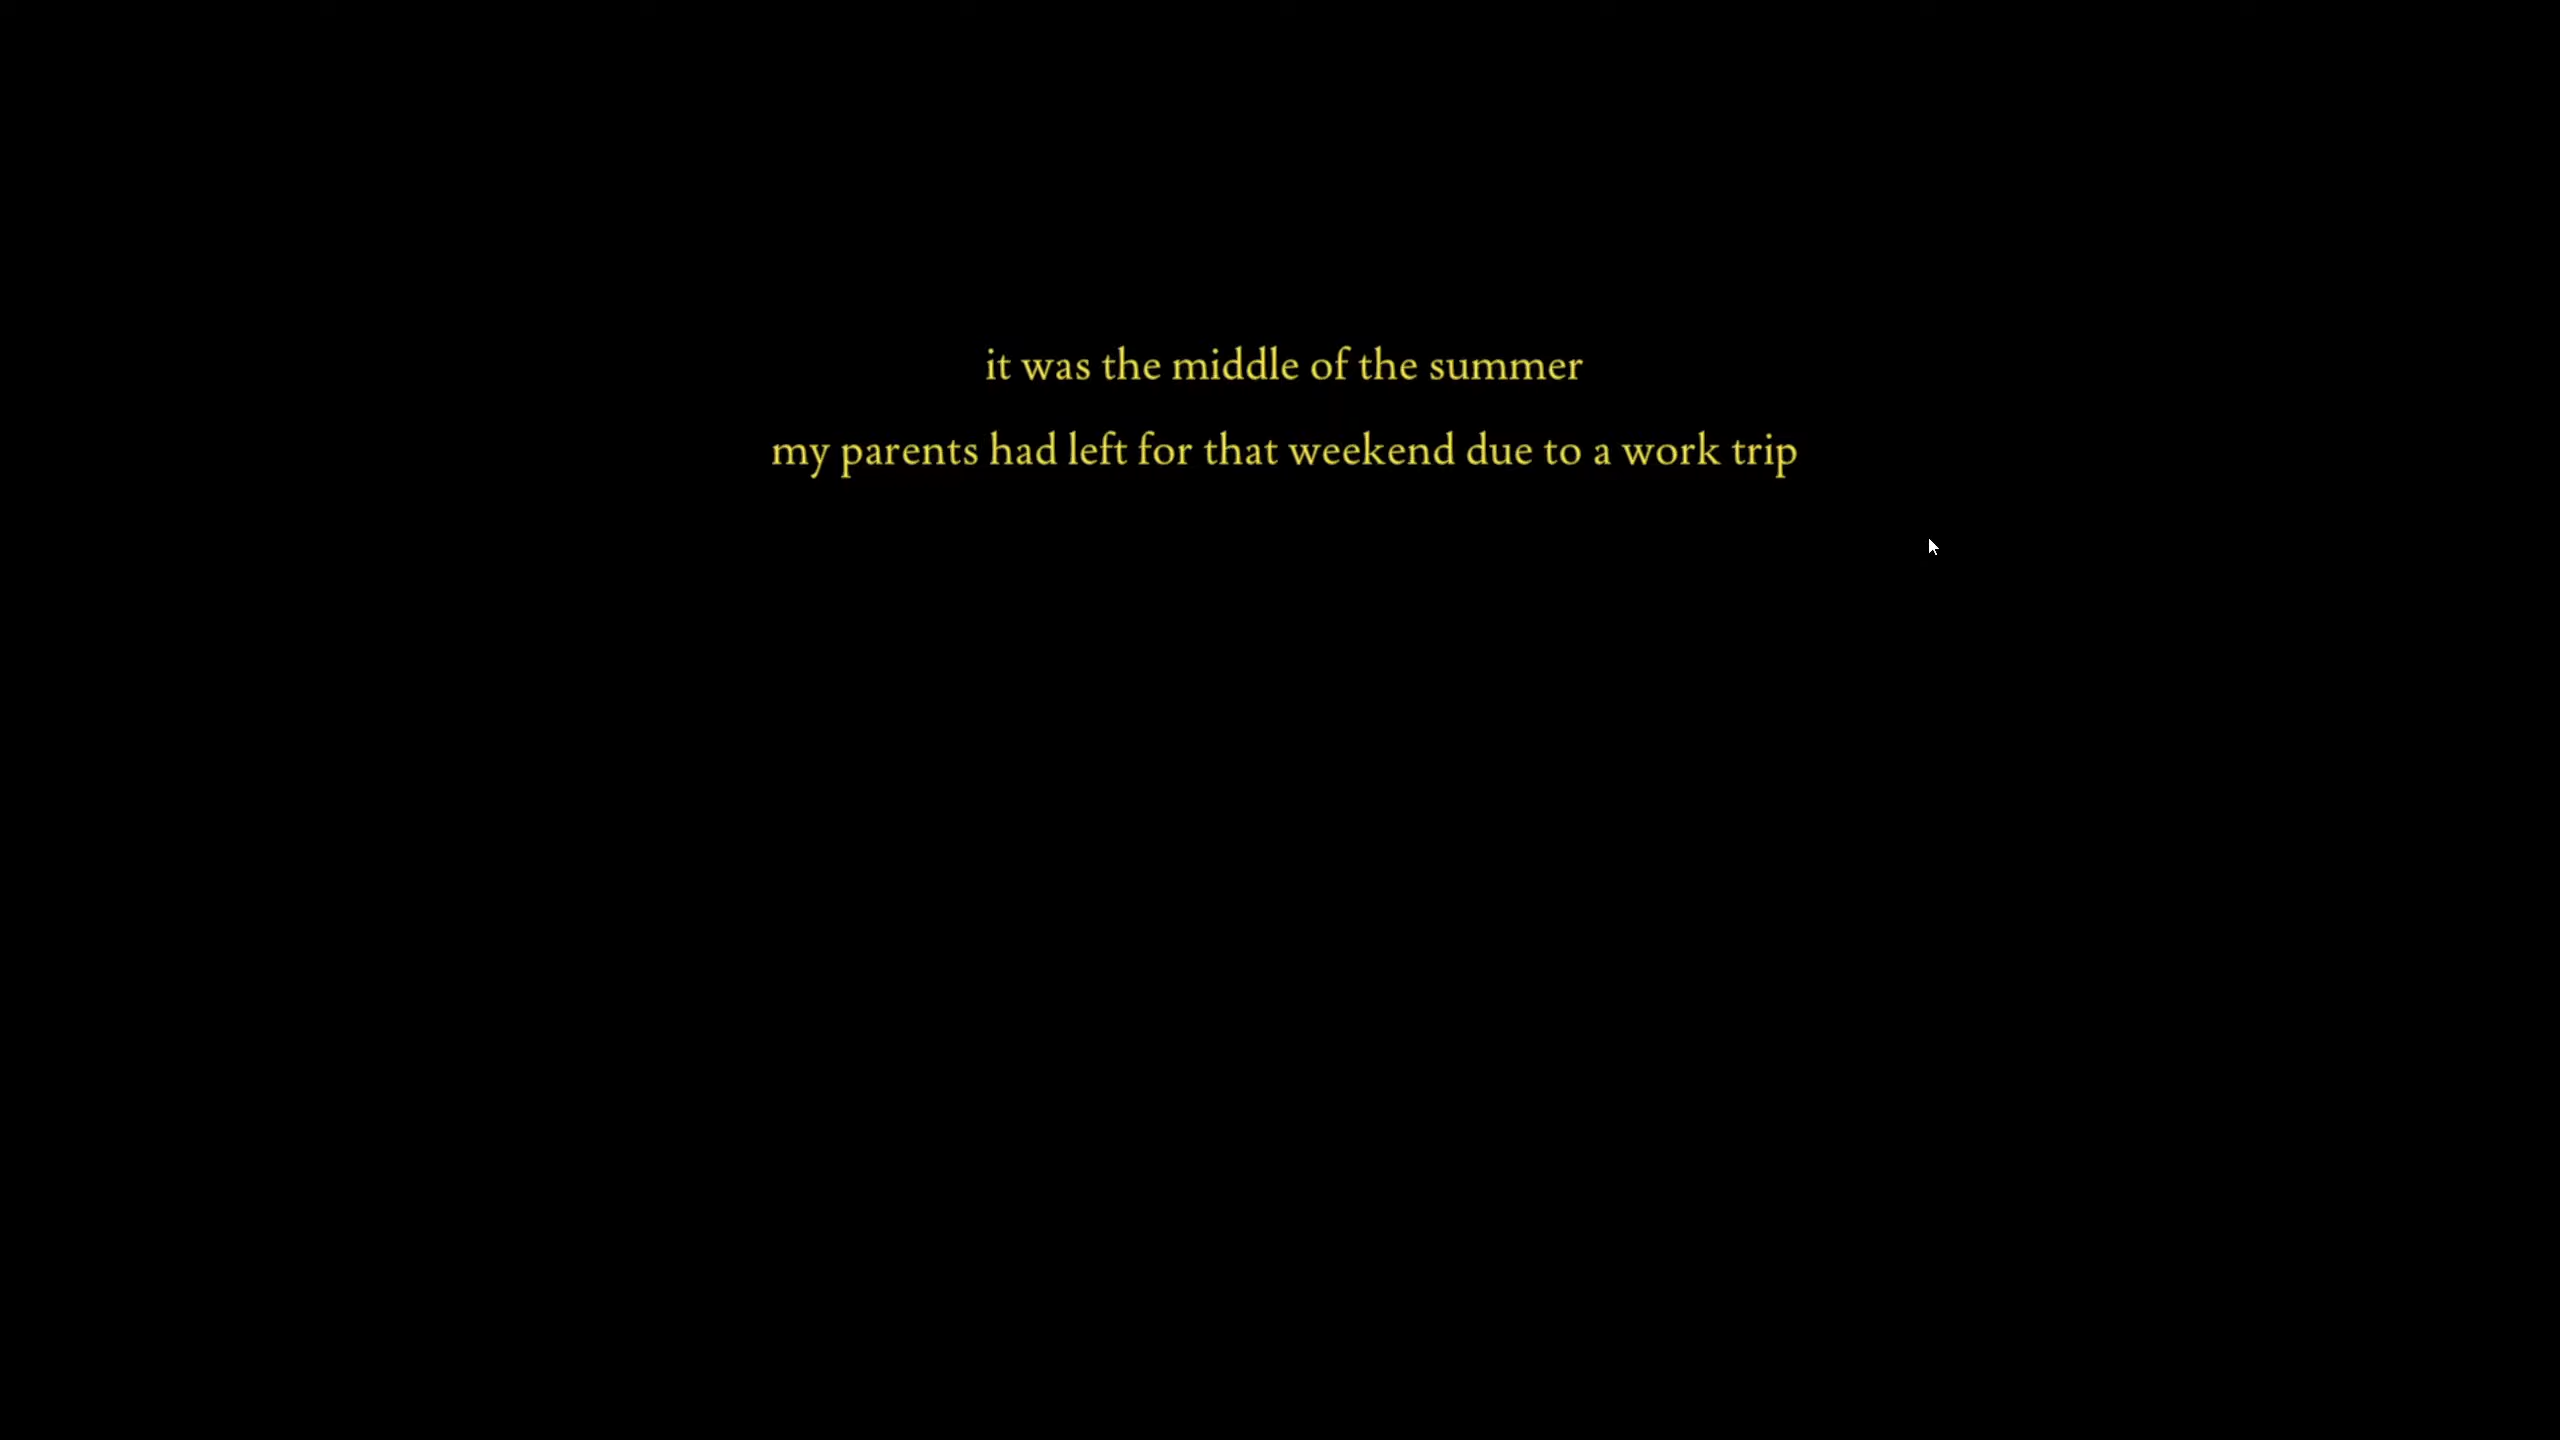 it was the middle of the summer
my parents had left for that weekend due to a work trip